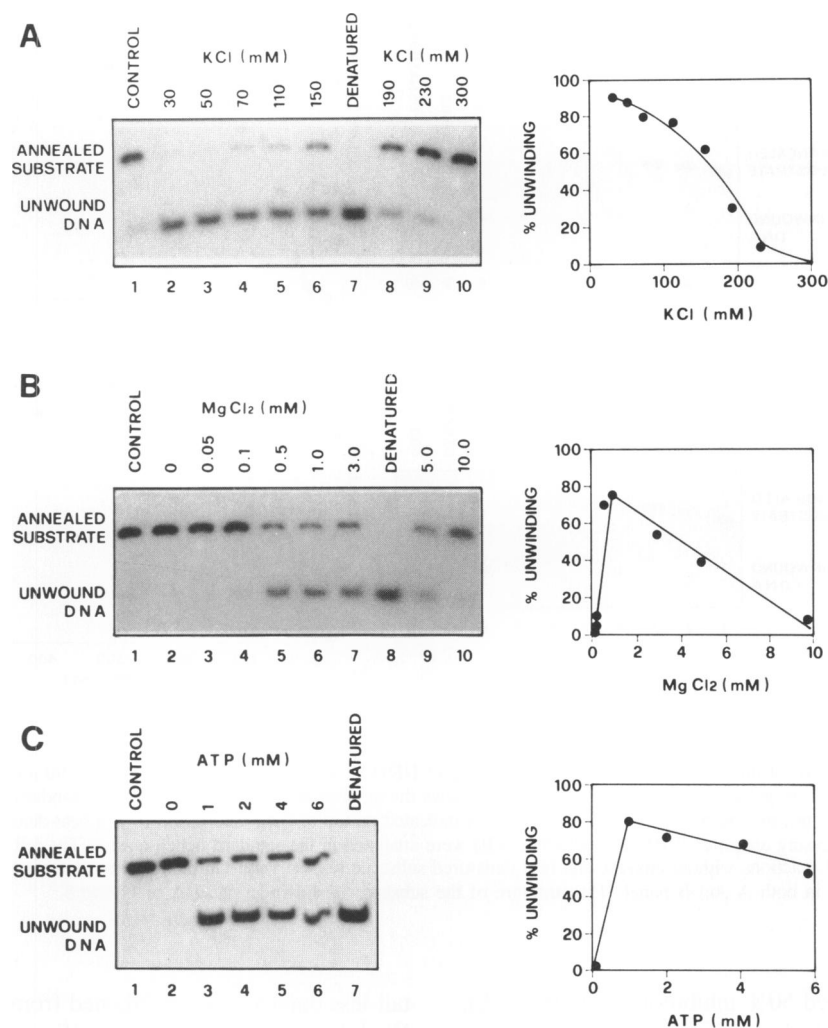 A
CONTROL
KCl (mM)
30 50 70 110 150
DENATURED
KCl (mM)
190 230 300
ANNEALED
SUBSTRATE
UNWOUND
DNA
1 2 3 4 5 6 7 8 9 10
% UNWINDING
100
80
60
40
20
0
0 100 200 300
KCl (mM)
B
CONTROL
MgCl2 (mM)
0 0.05 0.1 0.5 1.0 3.0
DENATURED
5.0 10.0
ANNEALED
SUBSTRATE
UNWOUND
DNA
1 2 3 4 5 6 7 8 9 10
% UNWINDING
100
80
60
40
20
0
0 2 4 6 8 10
MgCl2 (mM)
C
CONTROL
ATP (mM)
0 1 2 4 6
DENATURED
ANNEALED
SUBSTRATE
UNWOUND
DNA
1 2 3 4 5 6 7
% UNWINDING
100
80
60
40
20
0
0 2 4 6
ATP (mM)